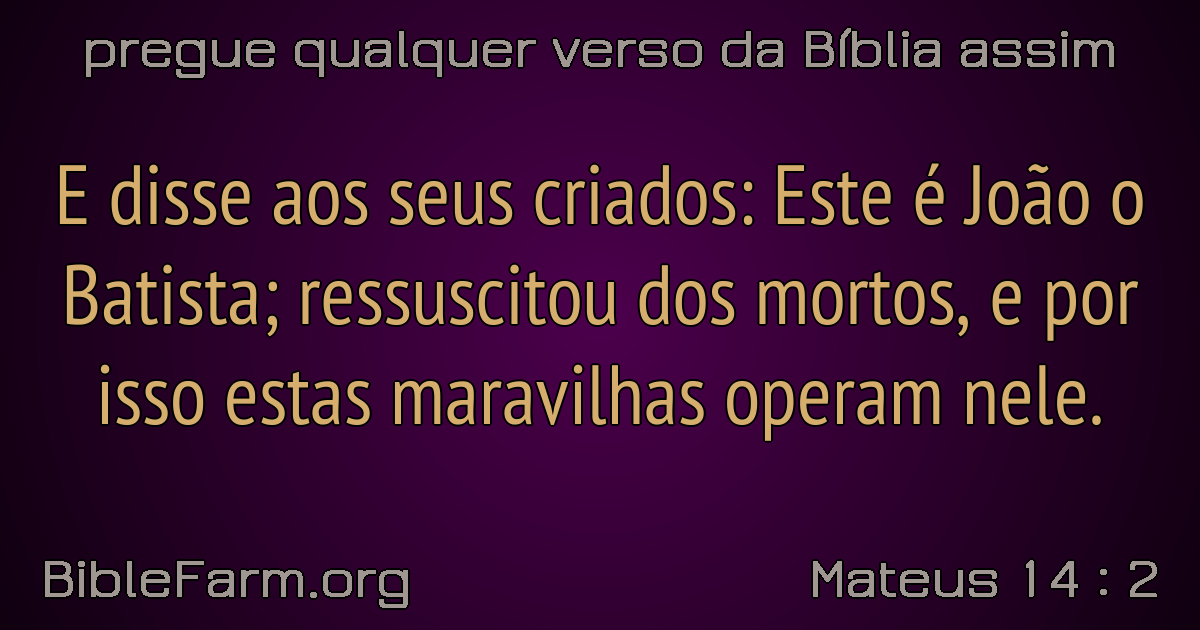 pregue qualquer verso da Bíblia assim
E disse aos seus criados: Este é João o
Batista; ressuscitou dos mortos, e por
isso estas maravilhas operam nele.
BibleFarm.org
Mateus 14 : 2